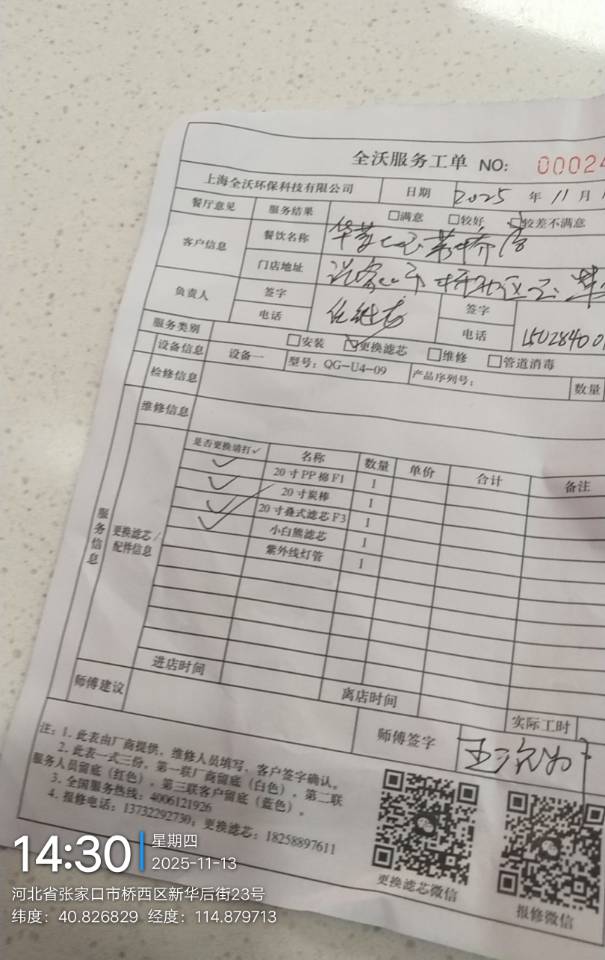 全沃服务工单 NO: 00024
上海全沃环保科技有限公司 日期 2025 年 11 月
餐厅意见 服务结果 □满意 □较好 □较差不满意
客户信息 餐饮名称
门店地址
负责人 签字 签字
电话 电话 15028400
服务类别 □安装 ☑更换滤芯 □维修 □管道消毒
设备信息 设备一 型号: QG-U4-09 产品序列号: 数量
检修信息
维修信息
服务信息 更换滤芯/配件信息
是否更换请打✓ 名称 数量 单价 合计 备注
✓ 20寸PP棉F1 1
✓ 20寸炭棒 1
✓ 20寸叠式滤芯F3 1
✓ 小白熊滤芯 1
紫外线灯管 1
进店时间 离店时间
师傅建议 实际工时
师傅签字
注: 1. 此表由厂商提供, 维修人员填写, 客户签字确认。
2. 此表一式三份, 第一联厂商留底(白色), 第二联
服务人员留底(红色), 第三联客户留底(蓝色)。
3. 全国服务热线: 4006121926
4. 报修电话: 13732292730; 更换滤芯: 18258897611
更换滤芯微信 报修微信
14:30 星期四
2025-11-13
河北省张家口市桥西区新华后街23号
纬度: 40.826829 经度: 114.879713